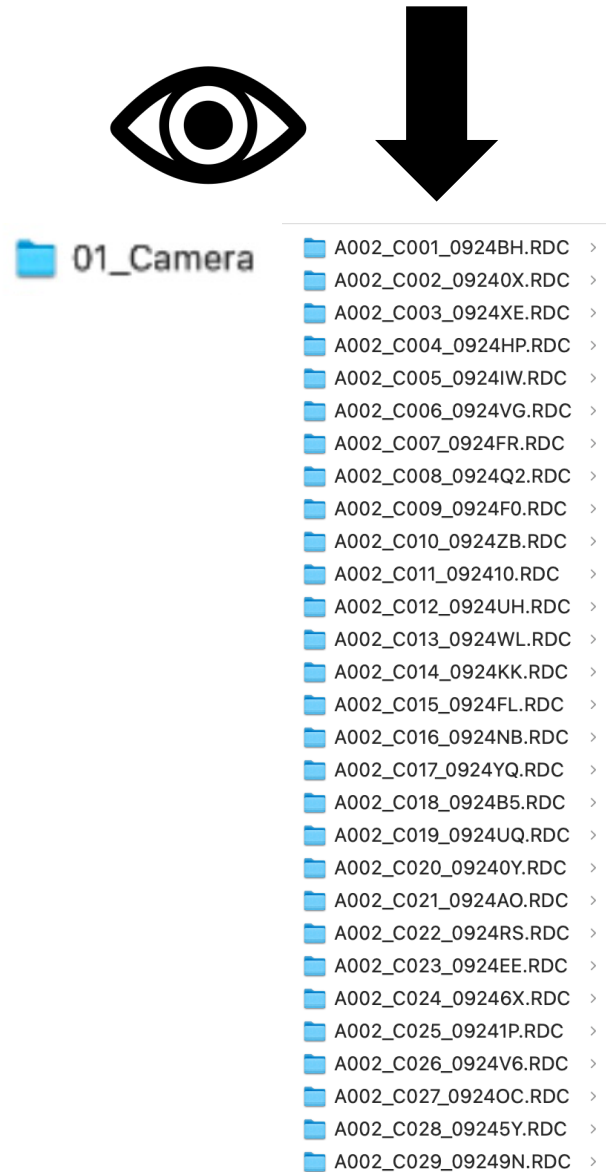 01_Camera
A002_C001_0924BH.RDC
A002_C002_09240X.RDC
A002_C003_0924XE.RDC
A002_C004_0924HP.RDC
A002_C005_0924IW.RDC
A002_C006_0924VG.RDC
A002_C007_0924FR.RDC
A002_C008_0924Q2.RDC
A002_C009_0924F0.RDC
A002_C010_0924ZB.RDC
A002_C011_092410.RDC
A002_C012_0924UH.RDC
A002_C013_0924WL.RDC
A002_C014_0924KK.RDC
A002_C015_0924FL.RDC
A002_C016_0924NB.RDC
A002_C017_0924YQ.RDC
A002_C018_0924B5.RDC
A002_C019_0924UQ.RDC
A002_C020_09240Y.RDC
A002_C021_0924AO.RDC
A002_C022_0924RS.RDC
A002_C023_0924EE.RDC
A002_C024_09246X.RDC
A002_C025_09241P.RDC
A002_C026_0924V6.RDC
A002_C027_0924OC.RDC
A002_C028_09245Y.RDC
A002_C029_09249N.RDC